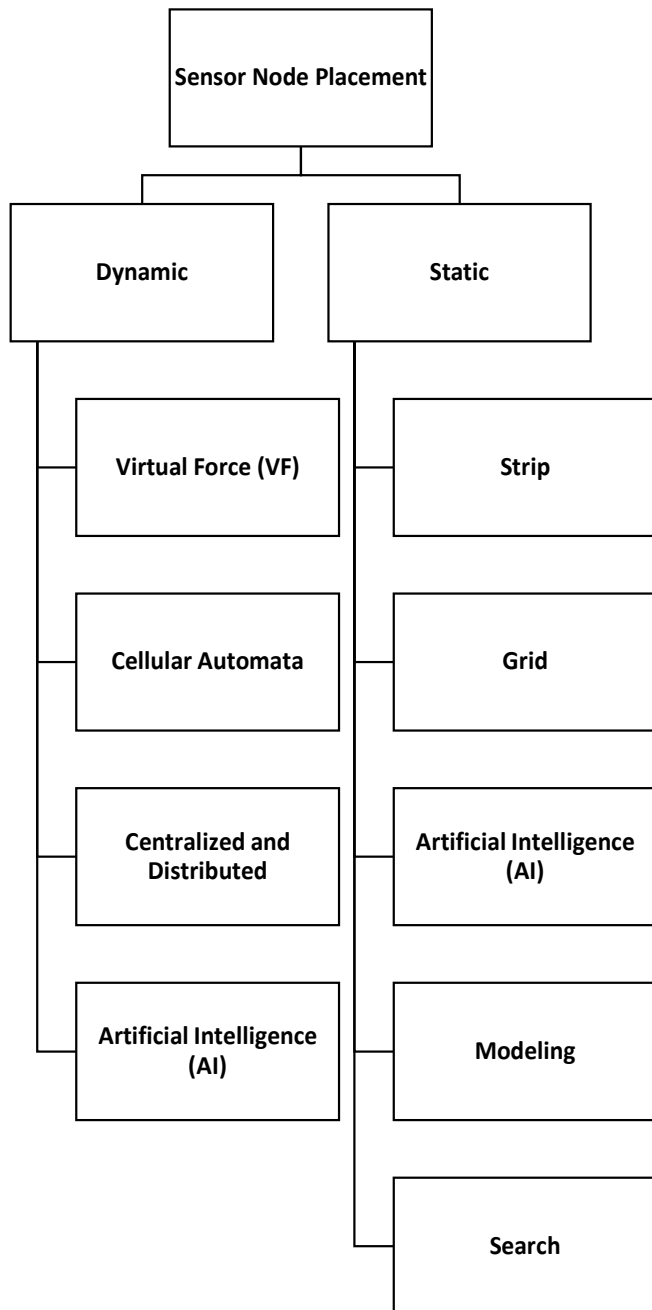 Sensor Node Placement
Dynamic
Static
Virtual Force (VF)
Strip
Cellular Automata
Grid
Centralized and
Distributed
Artificial Intelligence
(AI)
Artificial Intelligence
(AI)
Modeling
Search